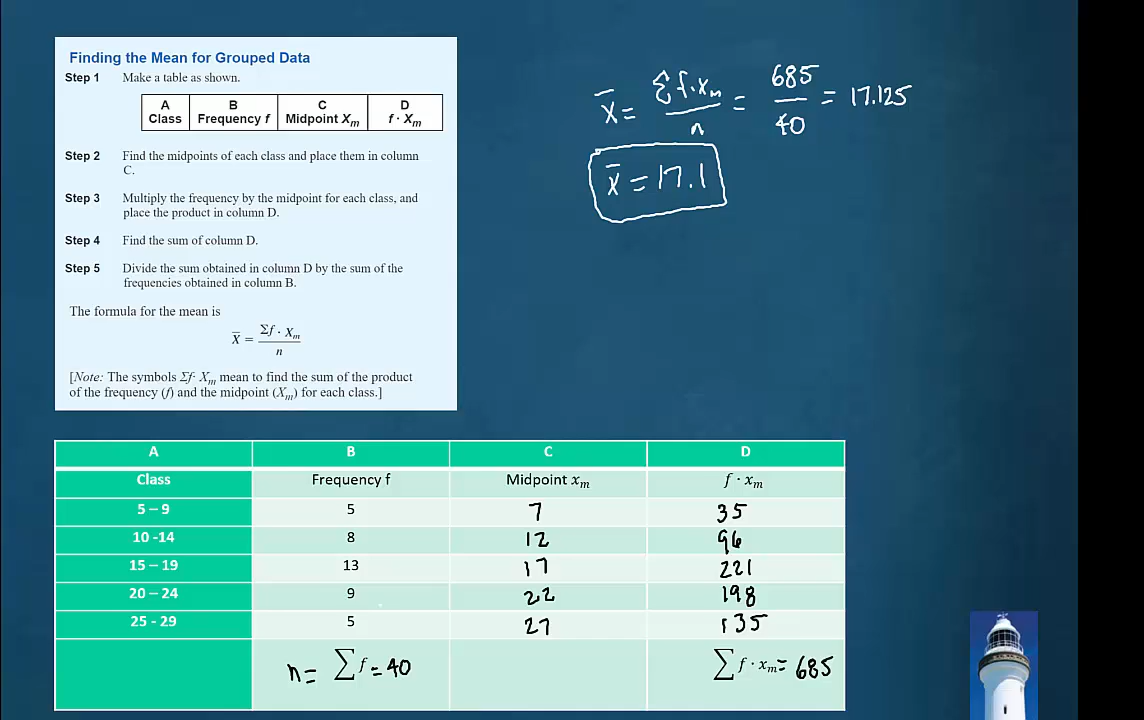 Finding the Mean for Grouped Data
Step 1 Make a table as shown.
A B C D
Class Frequency f Midpoint Xm f · Xm
Step 2 Find the midpoints of each class and place them in column
C.
Step 3 Multiply the frequency by the midpoint for each class, and
place the product in column D.
Step 4 Find the sum of column D.
Step 5 Divide the sum obtained in column D by the sum of the
frequencies obtained in column B.
The formula for the mean is
X̄ = Σf · Xm / n
[Note: The symbols Σf· Xm mean to find the sum of the product
of the frequency (f) and the midpoint (Xm) for each class.]
X̄ = Σf·Xm / n = 685 / 40 = 17.125
X̄ = 17.1
A B C D
Class Frequency f Midpoint xm f · xm
5 – 9 5 7 35
10 -14 8 12 96
15 – 19 13 17 221
20 – 24 9 22 198
25 - 29 5 27 135
n = ∑ f = 40 ∑ f · xm = 685